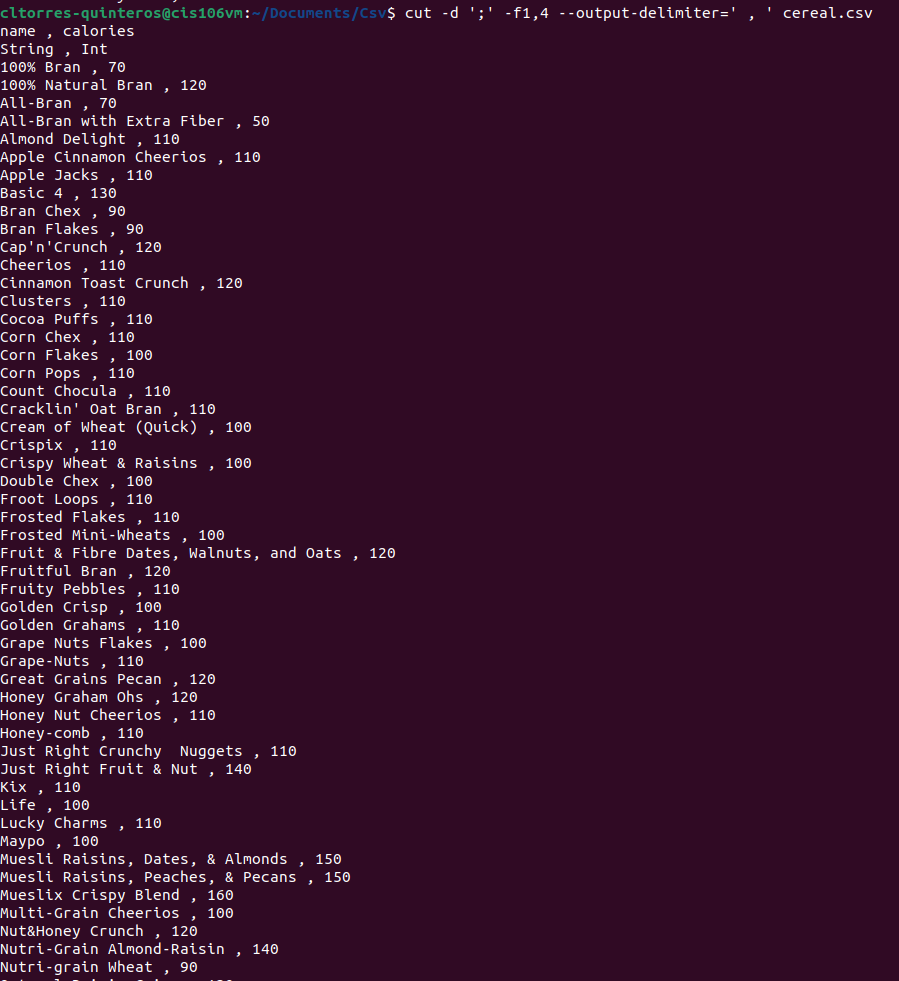 cltorres-quinteros@cis106vm:~/Documents/Csv$ cut -d ';' -f1,4 --output-delimiter=' , ' cereal.csv
name , calories
String , Int
100% Bran , 70
100% Natural Bran , 120
All-Bran , 70
All-Bran with Extra Fiber , 50
Almond Delight , 110
Apple Cinnamon Cheerios , 110
Apple Jacks , 110
Basic 4 , 130
Bran Chex , 90
Bran Flakes , 90
Cap'n'Crunch , 120
Cheerios , 110
Cinnamon Toast Crunch , 120
Clusters , 110
Cocoa Puffs , 110
Corn Chex , 110
Corn Flakes , 100
Corn Pops , 110
Count Chocula , 110
Cracklin' Oat Bran , 110
Cream of Wheat (Quick) , 100
Crispix , 110
Crispy Wheat & Raisins , 100
Double Chex , 100
Froot Loops , 110
Frosted Flakes , 110
Frosted Mini-Wheats , 100
Fruit & Fibre Dates, Walnuts, and Oats , 120
Fruitful Bran , 120
Fruity Pebbles , 110
Golden Crisp , 100
Golden Grahams , 110
Grape Nuts Flakes , 100
Grape-Nuts , 110
Great Grains Pecan , 120
Honey Graham Ohs , 120
Honey Nut Cheerios , 110
Honey-comb , 110
Just Right Crunchy  Nuggets , 110
Just Right Fruit & Nut , 140
Kix , 110
Life , 100
Lucky Charms , 110
Maypo , 100
Muesli Raisins, Dates, & Almonds , 150
Muesli Raisins, Peaches, & Pecans , 150
Mueslix Crispy Blend , 160
Multi-Grain Cheerios , 100
Nut&Honey Crunch , 120
Nutri-Grain Almond-Raisin , 140
Nutri-grain Wheat , 90